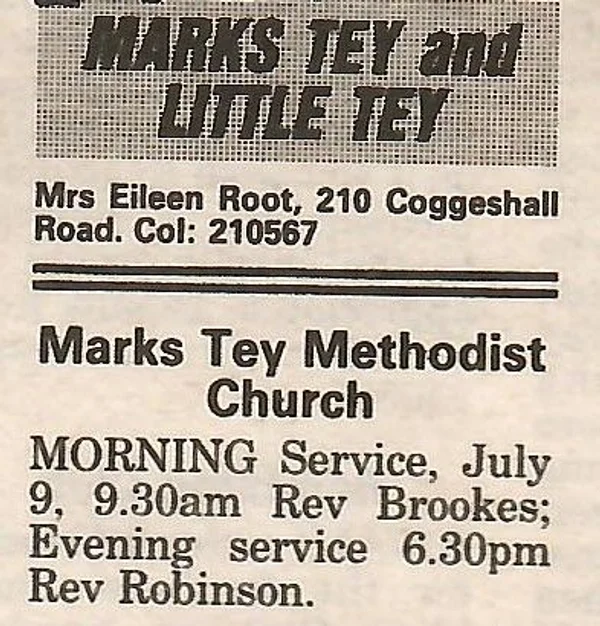 MARKS TEY and
LITTLE TEY
Mrs Eileen Root, 210 Coggeshall
Road. Col: 210567
Marks Tey Methodist
Church
MORNING Service, July
9, 9.30am Rev Brookes;
Evening service 6.30pm
Rev Robinson.